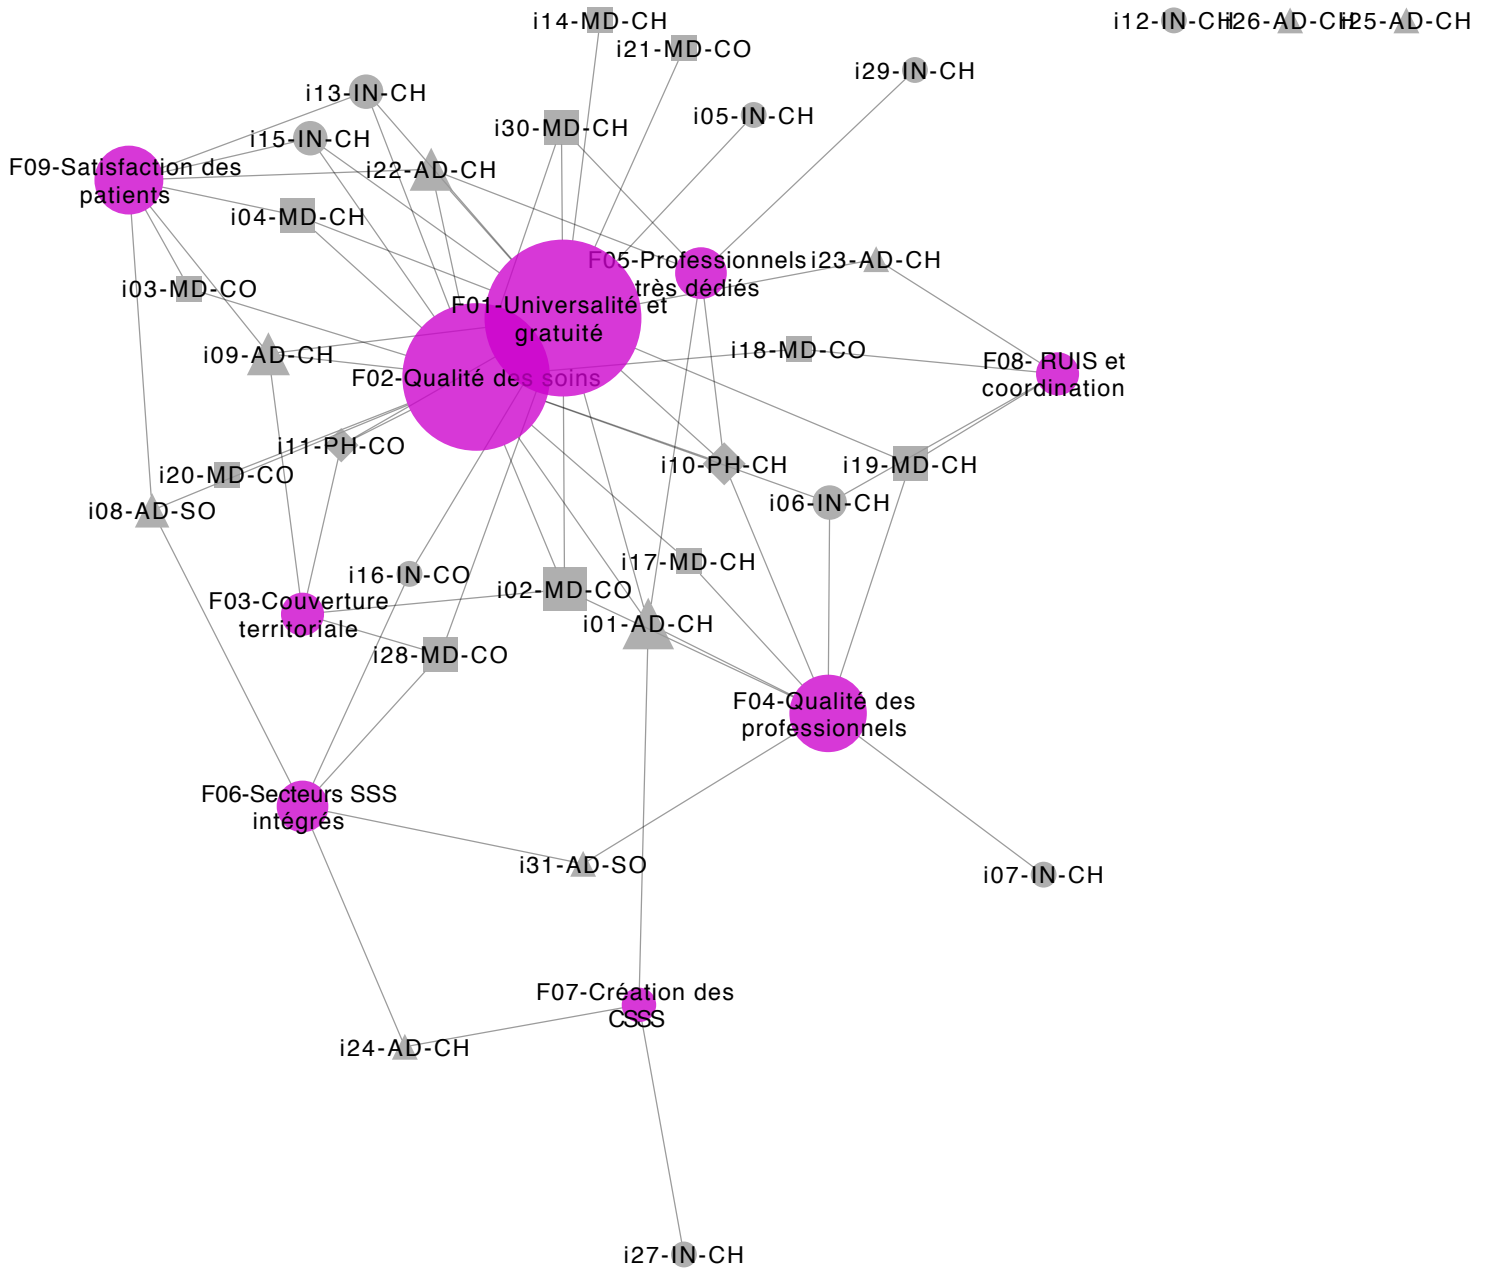 i14-MD-CH
i12-IN-CH
i26-AD-CH
i25-AD-CH
i21-MD-CO
i29-IN-CH
i13-IN-CH
i05-IN-CH
i30-MD-CH
i15-IN-CH
i22-AD-CH
F09-Satisfaction des
patients
i04-MD-CH
F05-Professionnels
très dédiés
i23-AD-CH
i03-MD-CO
F01-Universalité et
gratuité
i09-AD-CH
i18-MD-CO
F08- RUIS et
coordination
F02-Qualité des soins
i11-PH-CO
i10-PH-CH
i19-MD-CH
i20-MD-CO
i06-IN-CH
i08-AD-SO
i17-MD-CH
i16-IN-CO
i02-MD-CO
F03-Couverture
territoriale
i01-AD-CH
i28-MD-CO
F04-Qualité des
professionnels
F06-Secteurs SSS
intégrés
i31-AD-SO
i07-IN-CH
F07-Création des
CSSS
i24-AD-CH
i27-IN-CH